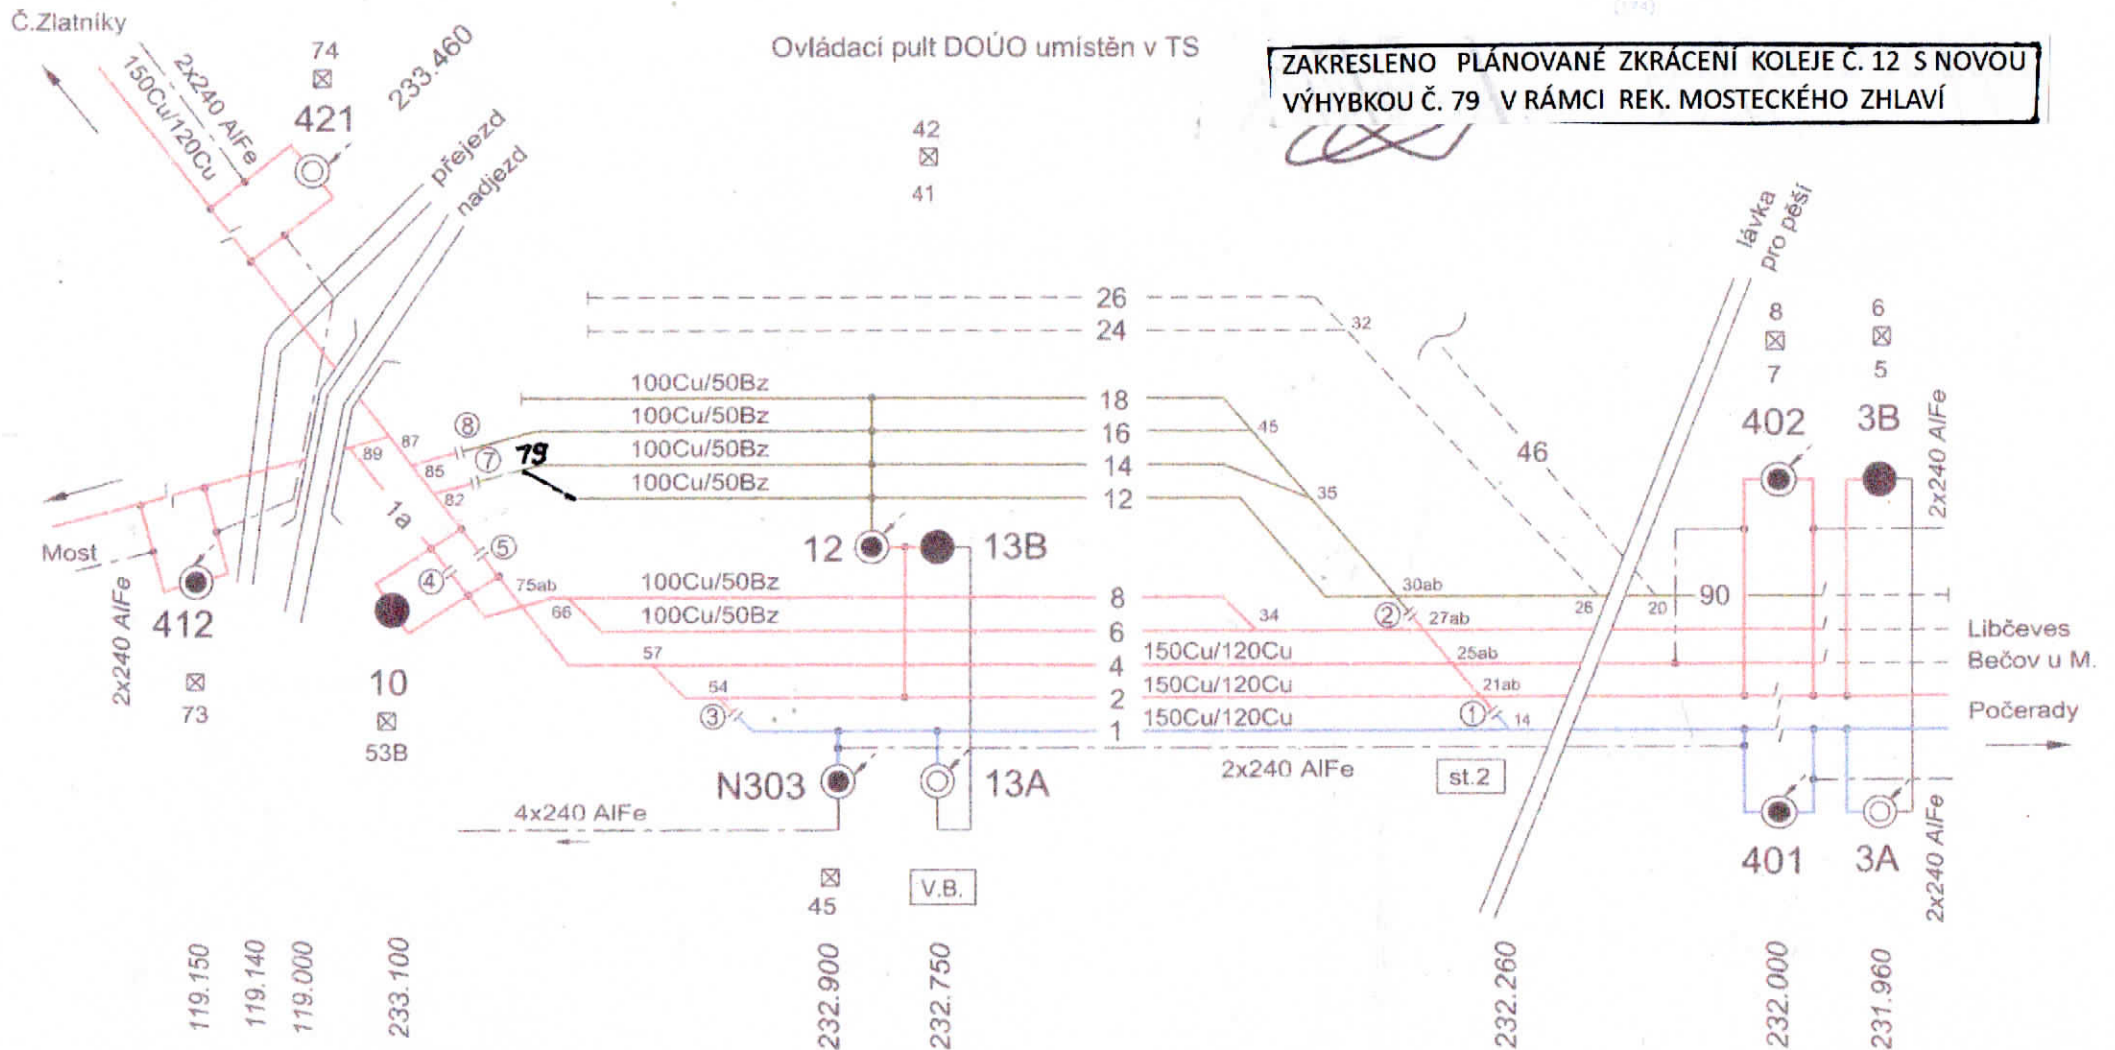 Č.Zlatníky
2x240 AlFe
150Cu/120Cu
74
421
233.460
přejezd
nadjezd
Ovládací pult DOÚO umístěn v TS
42
41
ZAKRESLENO PLÁNOVANÉ ZKRÁCENÍ KOLEJE Č. 12 S NOVOU
VÝHYBKOU Č. 79 V RÁMCI REK. MOSTECKÉHO ZHLAVÍ
lávka
pro pěší
26
24
32
46
8
7
402
6
5
3B
2x240 AlFe
100Cu/50Bz
18
100Cu/50Bz
16
45
100Cu/50Bz
14
100Cu/50Bz
12
35
87
89
85
82
8
7
79
1a
5
4
75ab
66
12
13B
Most
2x240 AlFe
412
73
10
53B
100Cu/50Bz
8
100Cu/50Bz
6
34
30ab
2
27ab
26
20
90
57
4
150Cu/120Cu
25ab
54
2
150Cu/120Cu
21ab
3
1
150Cu/120Cu
1
14
Libčeves
Bečov u M.
Počerady
N303
13A
2x240 AlFe
st.2
4x240 AlFe
401
3A
2x240 AlFe
45
V.B.
119.150
119.140
119.000
233.100
232.900
232.750
232.260
232.000
231.960